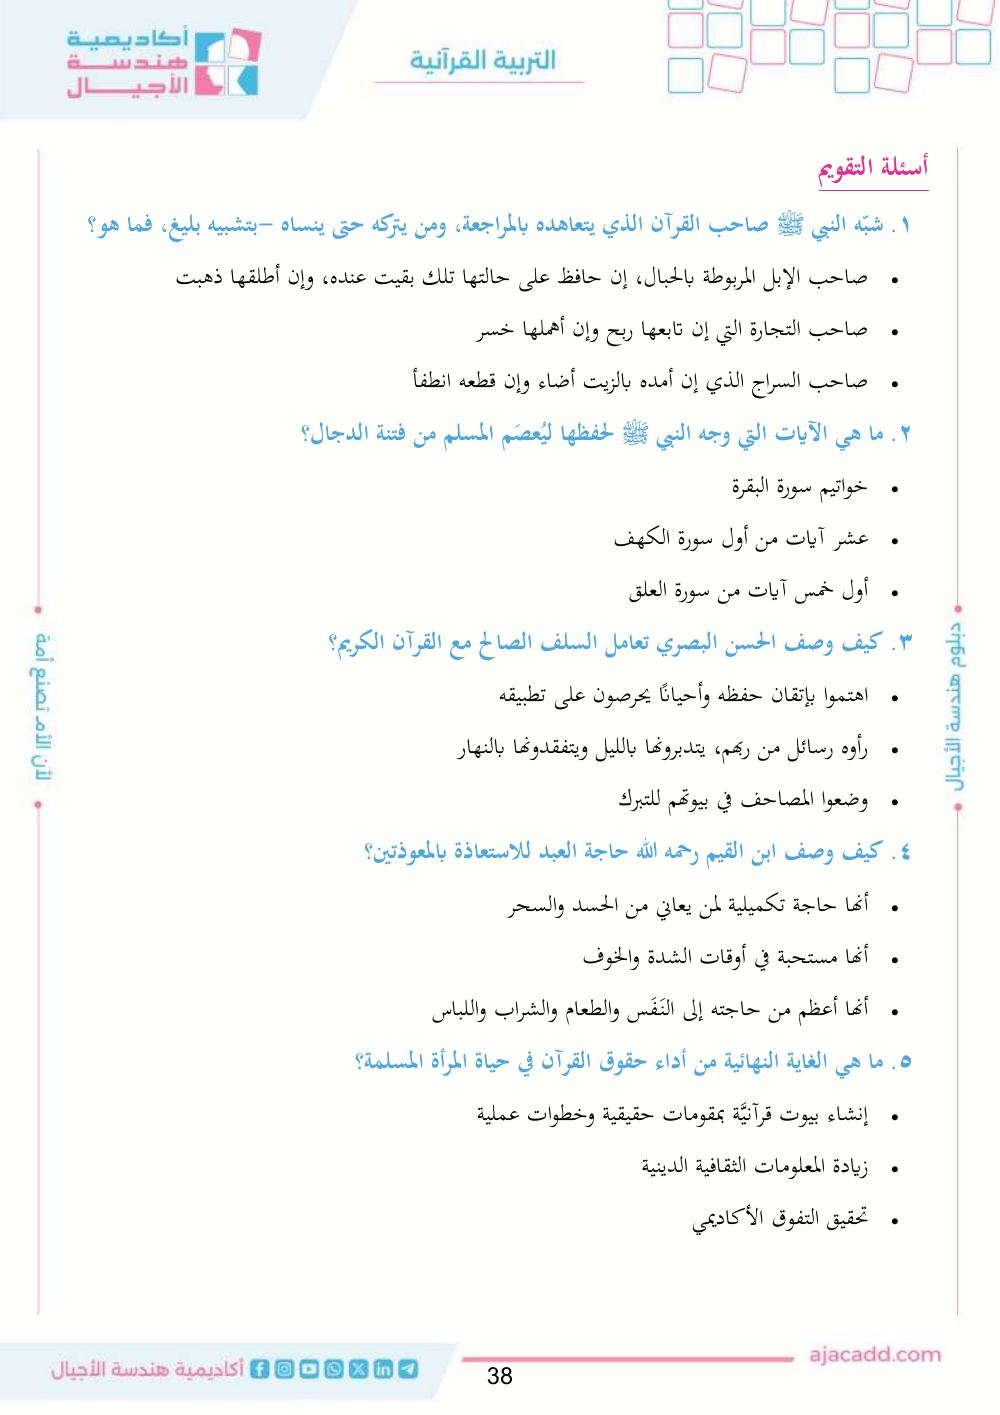 أكاديمية
هندسة
الأجيال
التربية القرآنية
أسئلة التقويم
١. شبّه النبي ﷺ صاحب القرآن الذي يتعاهده بالمراجعة، ومن يتركه حتى ينساه –بتشبيه بليغ، فما هو؟
• صاحب الإبل المربوطة بالحبال، إن حافظ على حالتها تلك بقيت عنده، وإن أطلقها ذهبت
• صاحب التجارة التي إن تابعها ربح وإن أهملها خسر
• صاحب السراج الذي إن أمده بالزيت أضاء وإن قطعه انطفأ
٢. ما هي الآيات التي وجه النبي ﷺ لحفظها ليُعصَم المسلم من فتنة الدجال؟
• خواتيم سورة البقرة
• عشر آيات من أول سورة الكهف
• أول خمس آيات من سورة العلق
٣. كيف وصف الحسن البصري تعامل السلف الصالح مع القرآن الكريم؟
• اهتموا بإتقان حفظه وأحيانًا يحرصون على تطبيقه
• رأوه رسائل من ربهم، يتدبرونها بالليل ويتفقدونها بالنهار
• وضعوا المصاحف في بيوتهم للتبرك
٤. كيف وصف ابن القيم رحمه الله حاجة العبد للاستعاذة بالمعوذتين؟
• أنها حاجة تكميلية لمن يعاني من الحسد والسحر
• أنها مستحبة في أوقات الشدة والخوف
• أنها أعظم من حاجته إلى النَفَس والطعام والشراب واللباس
٥. ما هي الغاية النهائية من أداء حقوق القرآن في حياة المرأة المسلمة؟
• إنشاء بيوت قرآنيَّة بمقومات حقيقية وخطوات عملية
• زيادة المعلومات الثقافية الدينية
• تحقيق التفوق الأكاديمي
دبلوم هندسة الأجيال
لأن الأم تصنع أمة
ajacadd.com
38
أكاديمية هندسة الأجيال